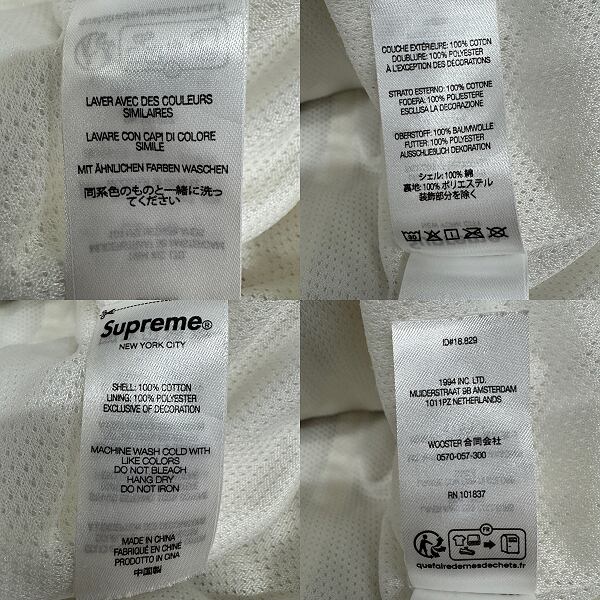 quefairedemesdechets.fr
LAVER AVEC DES COULEURS
SIMILAIRES
LAVARE CON CAPI DI COLORE
SIMILE
MIT ÄHNLICHEN FARBEN WASCHEN
同系色のものと一緒に洗っ
てください
COUCHE EXTÉRIEURE: 100% COTON
DOUBLURE: 100% POLYESTER
À L'EXCEPTION DES DÉCORATIONS
STRATO ESTERNO: 100% COTONE
FODERA: 100% POLIESTERE
ESCLUSA LA DECORAZIONE
OBERSTOFF: 100% BAUMWOLLE
FUTTER: 100% POLYESTER
AUSSCHLIEBLICH DEKORATION
シェル: 100% 綿
裏地: 100% ポリエステル
装飾部分を除く
Supreme®
NEW YORK CITY
SHELL: 100% COTTON
LINING: 100% POLYESTER
EXCLUSIVE OF DECORATION
MACHINE WASH COLD WITH
LIKE COLORS
DO NOT BLEACH
HANG DRY
DO NOT IRON
MADE IN CHINA
FABRIQUÉ EN CHINE
PRODOTTO IN CINA
中国製
ID#18.829
1994 INC. LTD.
MUIDERSTRAAT 9B AMSTERDAM
1011PZ NETHERLANDS
WOOSTER 合同会社
0570-057-300
RN 101837
FR
quefairedemesdechets.fr